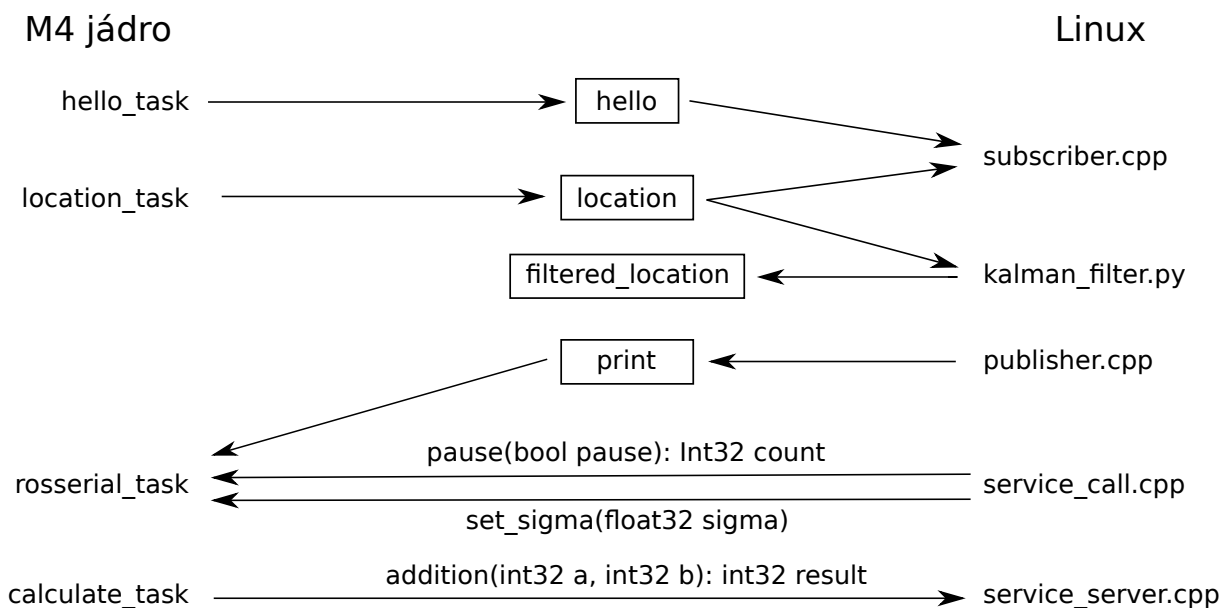 M4 jádro
Linux
hello_task
hello
subscriber.cpp
location_task
location
filtered_location
kalman_filter.py
print
publisher.cpp
pause(bool pause): Int32 count
rosserial_task
service_call.cpp
set_sigma(float32 sigma)
addition(int32 a, int32 b): int32 result
calculate_task
service_server.cpp